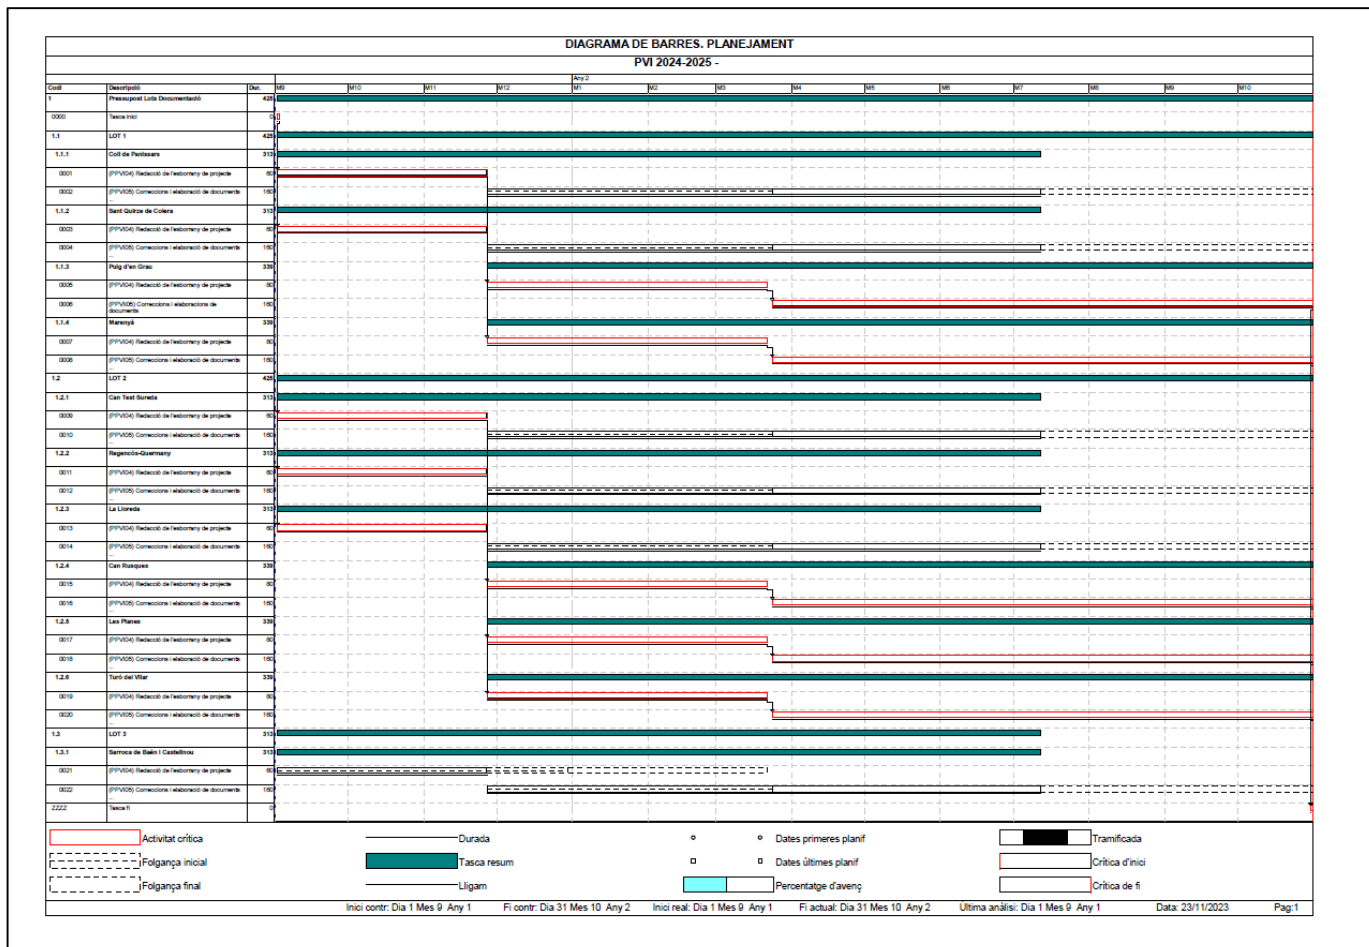 DIAGRAMA DE BARRES. PLANEJAMENT
PVI 2024-2025 -
Any 2
Codi Descripció Dur. M9 M10 M11 M12 M1 M2 M3 M4 M5 M6 M7 M8 M9 M10
1 Pressupost Lots Documentació 425
0000 Tasca inici 0
1.1 LOT 1 425
1.1.1 Coll de Panissars 313
0001 (PPVI04) Redacció de l'esborrany de projecte 60
0002 (PPVI05) Correccions i elaboració de documents 160
...
1.1.2 Sant Quirze de Colera 313
0003 (PPVI04) Redacció de l'esborrany de projecte 60
0004 (PPVI05) Correccions i elaboració de documents 160
...
1.1.3 Puig d'en Grau 339
0005 (PPVI04) Redacció de l'esborrany de projecte 80
0006 (PPVI05) Correccions i elaboracions de 160
documents
1.1.4 Marenyà 339
0007 (PPVI04) Redacció de l'esborrany de projecte 80
0008 (PPVI05) Correccions i elaboració de documents 160
...
1.2 LOT 2 425
1.2.1 Can Test Sureda 313
0009 (PPVI04) Redacció de l'esborrany de projecte 60
0010 (PPVI05) Correccions i elaboració de documents 160
...
1.2.2 Regencós-Quermany 313
0011 (PPVI04) Redacció de l'esborrany de projecte 60
0012 (PPVI05) Correccions i elaboració de documents 160
...
1.2.3 La Lloreda 313
0013 (PPVI04) Redacció de l'esborrany de projecte 60
0014 (PPVI05) Correccions i elaboració de documents 160
...
1.2.4 Can Rusques 339
0015 (PPVI04) Redacció de l'esborrany de projecte 80
0016 (PPVI05) Correccions i elaboració de documents 160
...
1.2.5 Les Planes 339
0017 (PPVI04) Redacció de l'esborrany de projecte 80
0018 (PPVI05) Correccions i elaboració de documents 160
...
1.2.6 Turó del Vilar 339
0019 (PPVI04) Redacció de l'esborrany de projecte 80
0020 (PPVI05) Correccions i elaboració de documents 160
...
1.3 LOT 3 313
1.3.1 Sarroca de Baén i Castellnou 313
0021 (PPVI04) Redacció de l'esborrany de projecte 60
0022 (PPVI05) Correccions i elaboració de documents 160
...
ZZZZ Tasca fi 0
Activitat crítica Durada Dates primeres planif Tramificada
Folgança inicial Tasca resum Dates últimes planif Crítica d'inici
Folgança final Lligam Percentatge d'avenç Crítica de fi
Inici contr: Dia 1 Mes 9 Any 1 Fi contr: Dia 31 Mes 10 Any 2 Inici real: Dia 1 Mes 9 Any 1 Fi actual: Dia 31 Mes 10 Any 2 Última anàlisi: Dia 1 Mes 9 Any 1 Data: 23/11/2023 Pag:1